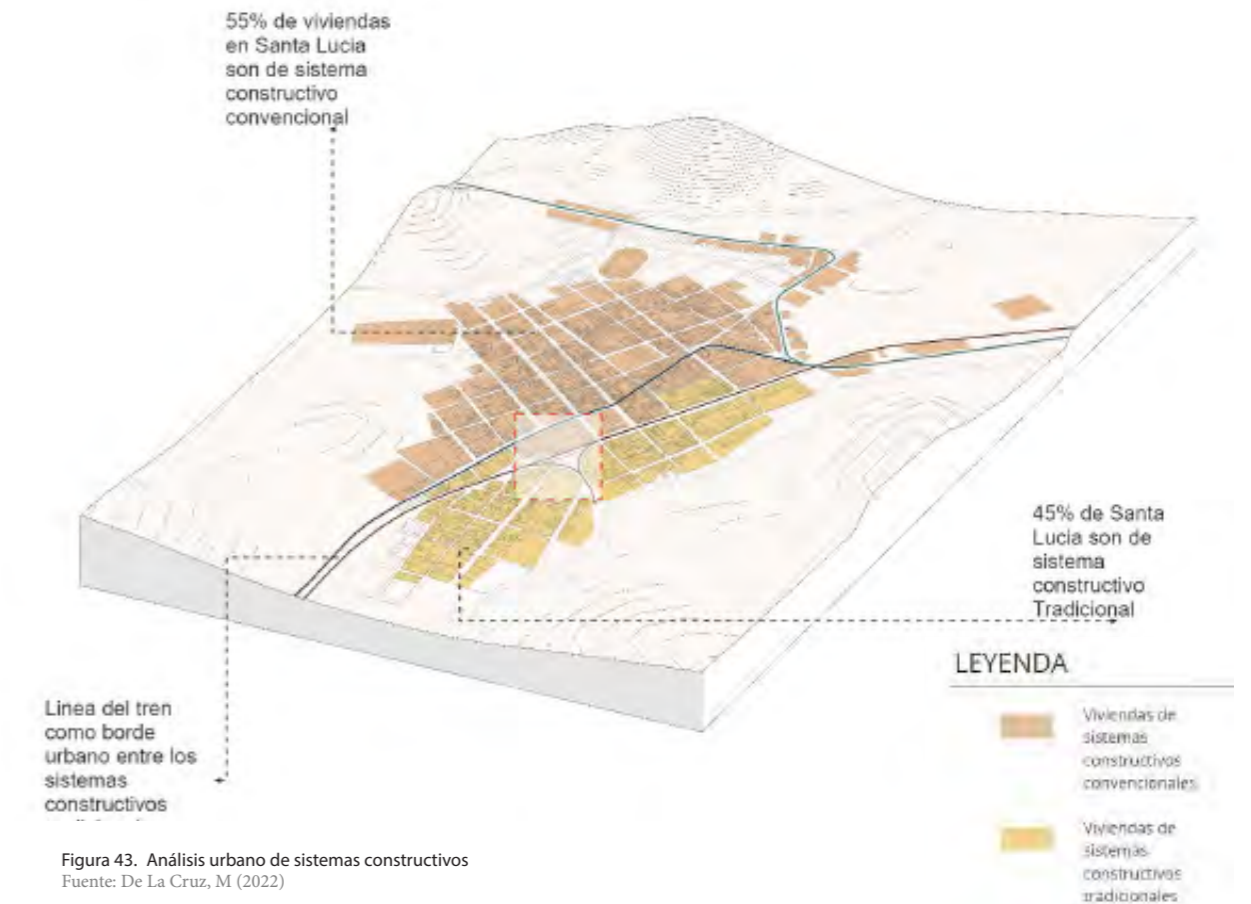 55% de viviendas
en Santa Lucia
son de sistema
constructivo
convencional
45% de Santa
Lucia son de
sistema
constructivo
Tradicional
LEYENDA
Viviendas de
sistemas
constructivos
convencionales
Viviendas de
sistemas
constructivos
tradicionales
Linea del tren
como borde
urbano entre los
sistemas
constructivos
Figura 43. Análisis urbano de sistemas constructivos
Fuente: De La Cruz, M (2022)